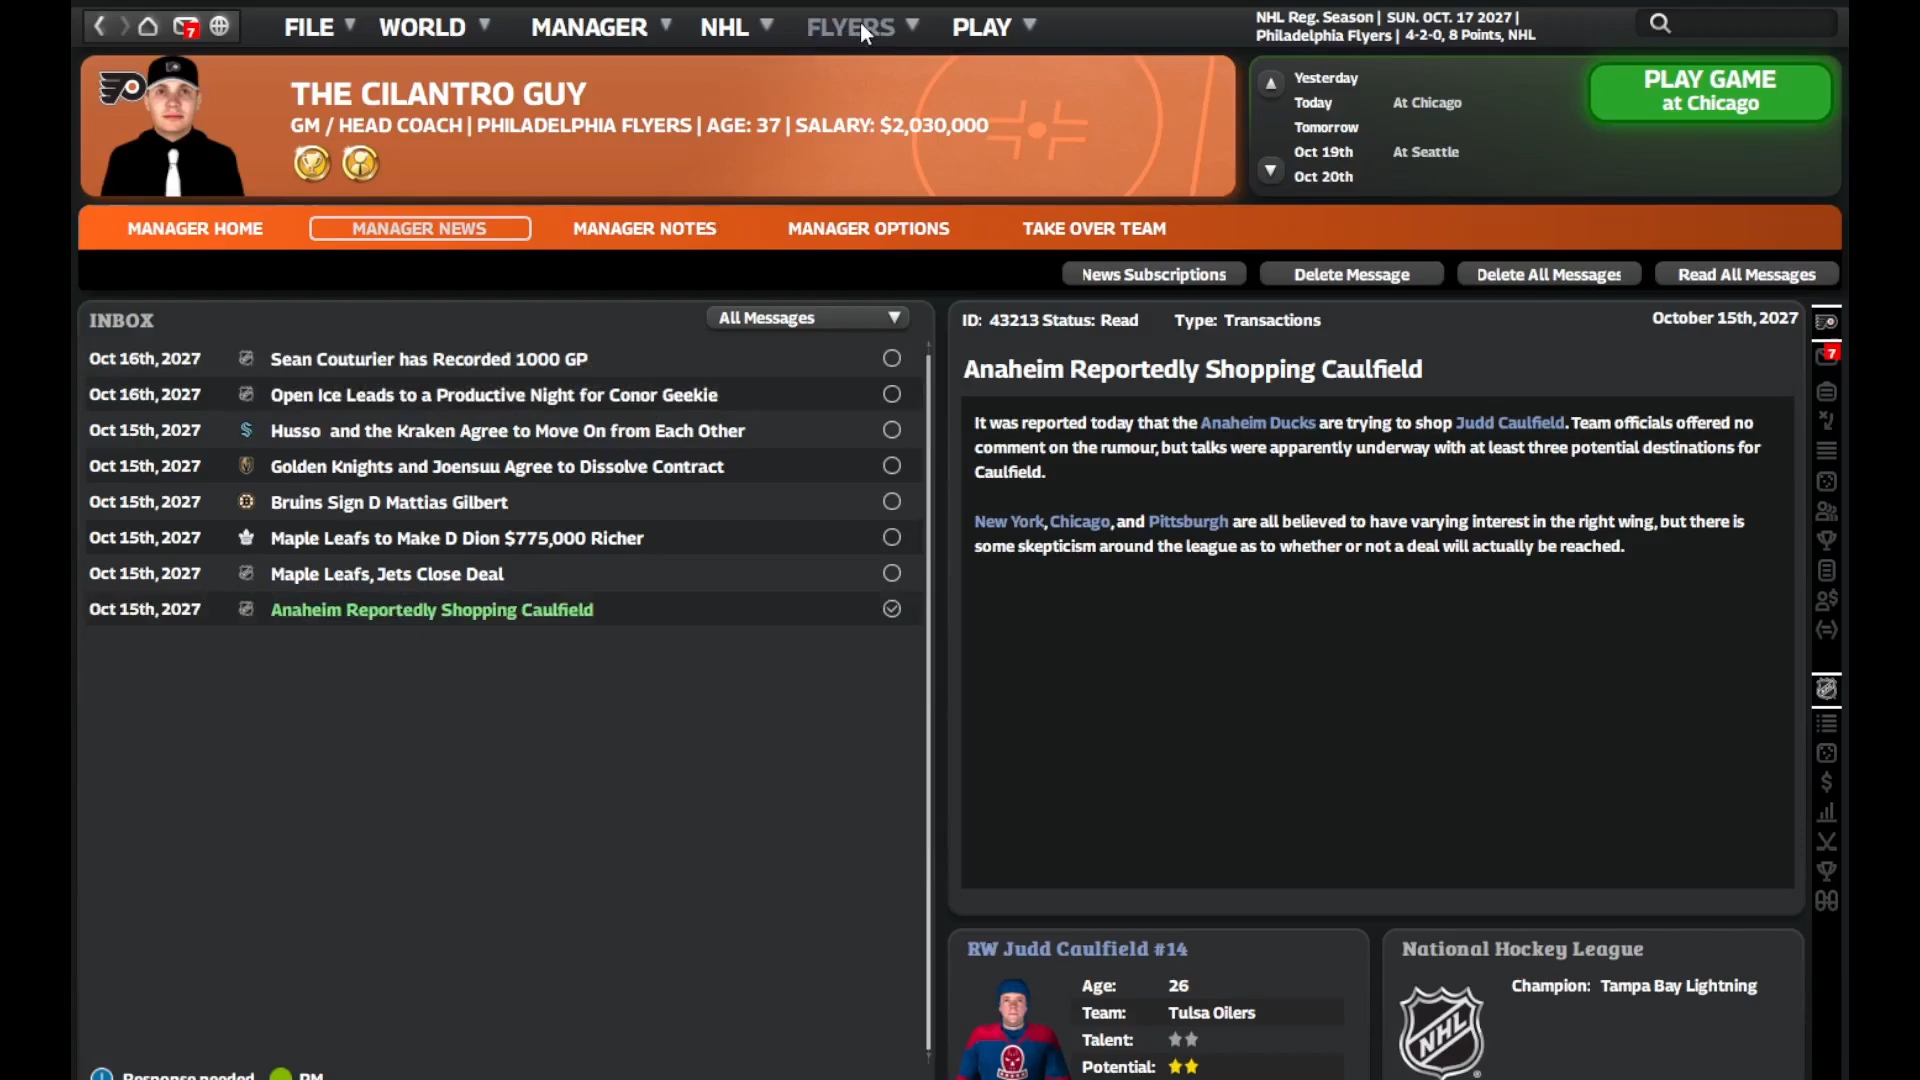 7
FILE
WORLD
MANAGER
NHL
FLYERS
PLAY
NHL Reg. Season | SUN. OCT. 17 2027 |
Philadelphia Flyers | 4-2-0, 8 Points, NHL
THE CILANTRO GUY
GM / HEAD COACH | PHILADELPHIA FLYERS | AGE: 37 | SALARY: $2,030,000
Yesterday
Today At Chicago
Tomorrow
Oct 19th At Seattle
Oct 20th
PLAY GAME
at Chicago
MANAGER HOME
MANAGER NEWS
MANAGER NOTES
MANAGER OPTIONS
TAKE OVER TEAM
News Subscriptions
Delete Message
Delete All Messages
Read All Messages
INBOX
All Messages
Oct 16th, 2027 Sean Couturier has Recorded 1000 GP
Oct 16th, 2027 Open Ice Leads to a Productive Night for Conor Geekie
Oct 15th, 2027 Husso and the Kraken Agree to Move On from Each Other
Oct 15th, 2027 Golden Knights and Joensuu Agree to Dissolve Contract
Oct 15th, 2027 Bruins Sign D Mattias Gilbert
Oct 15th, 2027 Maple Leafs to Make D Dion $775,000 Richer
Oct 15th, 2027 Maple Leafs, Jets Close Deal
Oct 15th, 2027 Anaheim Reportedly Shopping Caulfield
Response needed
PM
ID: 43213 Status: Read Type: Transactions
October 15th, 2027
Anaheim Reportedly Shopping Caulfield
It was reported today that the Anaheim Ducks are trying to shop Judd Caulfield. Team officials offered no
comment on the rumour, but talks were apparently underway with at least three potential destinations for
Caulfield.
New York, Chicago, and Pittsburgh are all believed to have varying interest in the right wing, but there is
some skepticism around the league as to whether or not a deal will actually be reached.
7
RW Judd Caulfield #14
Age: 26
Team: Tulsa Oilers
Talent:
Potential:
National Hockey League
Champion: Tampa Bay Lightning
NHL